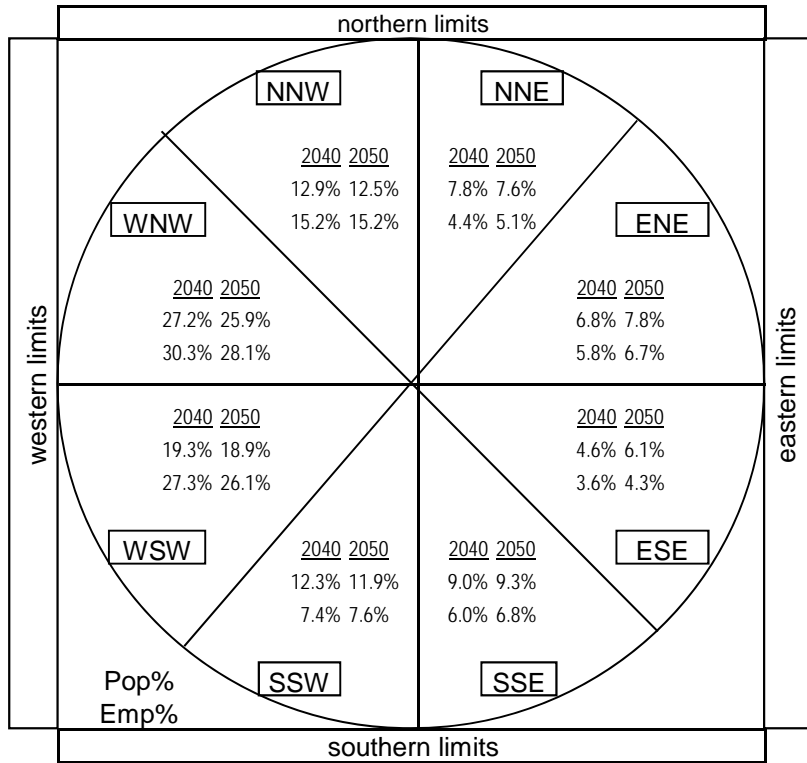 northern limits
NNW
NNE
2040 2050
12.9% 12.5%
15.2% 15.2%
2040 2050
7.8% 7.6%
4.4% 5.1%
WNW
ENE
2040 2050
27.2% 25.9%
30.3% 28.1%
2040 2050
6.8% 7.8%
5.8% 6.7%
western limits
eastern limits
2040 2050
19.3% 18.9%
27.3% 26.1%
2040 2050
4.6% 6.1%
3.6% 4.3%
WSW
ESE
2040 2050
12.3% 11.9%
7.4% 7.6%
2040 2050
9.0% 9.3%
6.0% 6.8%
SSW
SSE
Pop%
Emp%
southern limits